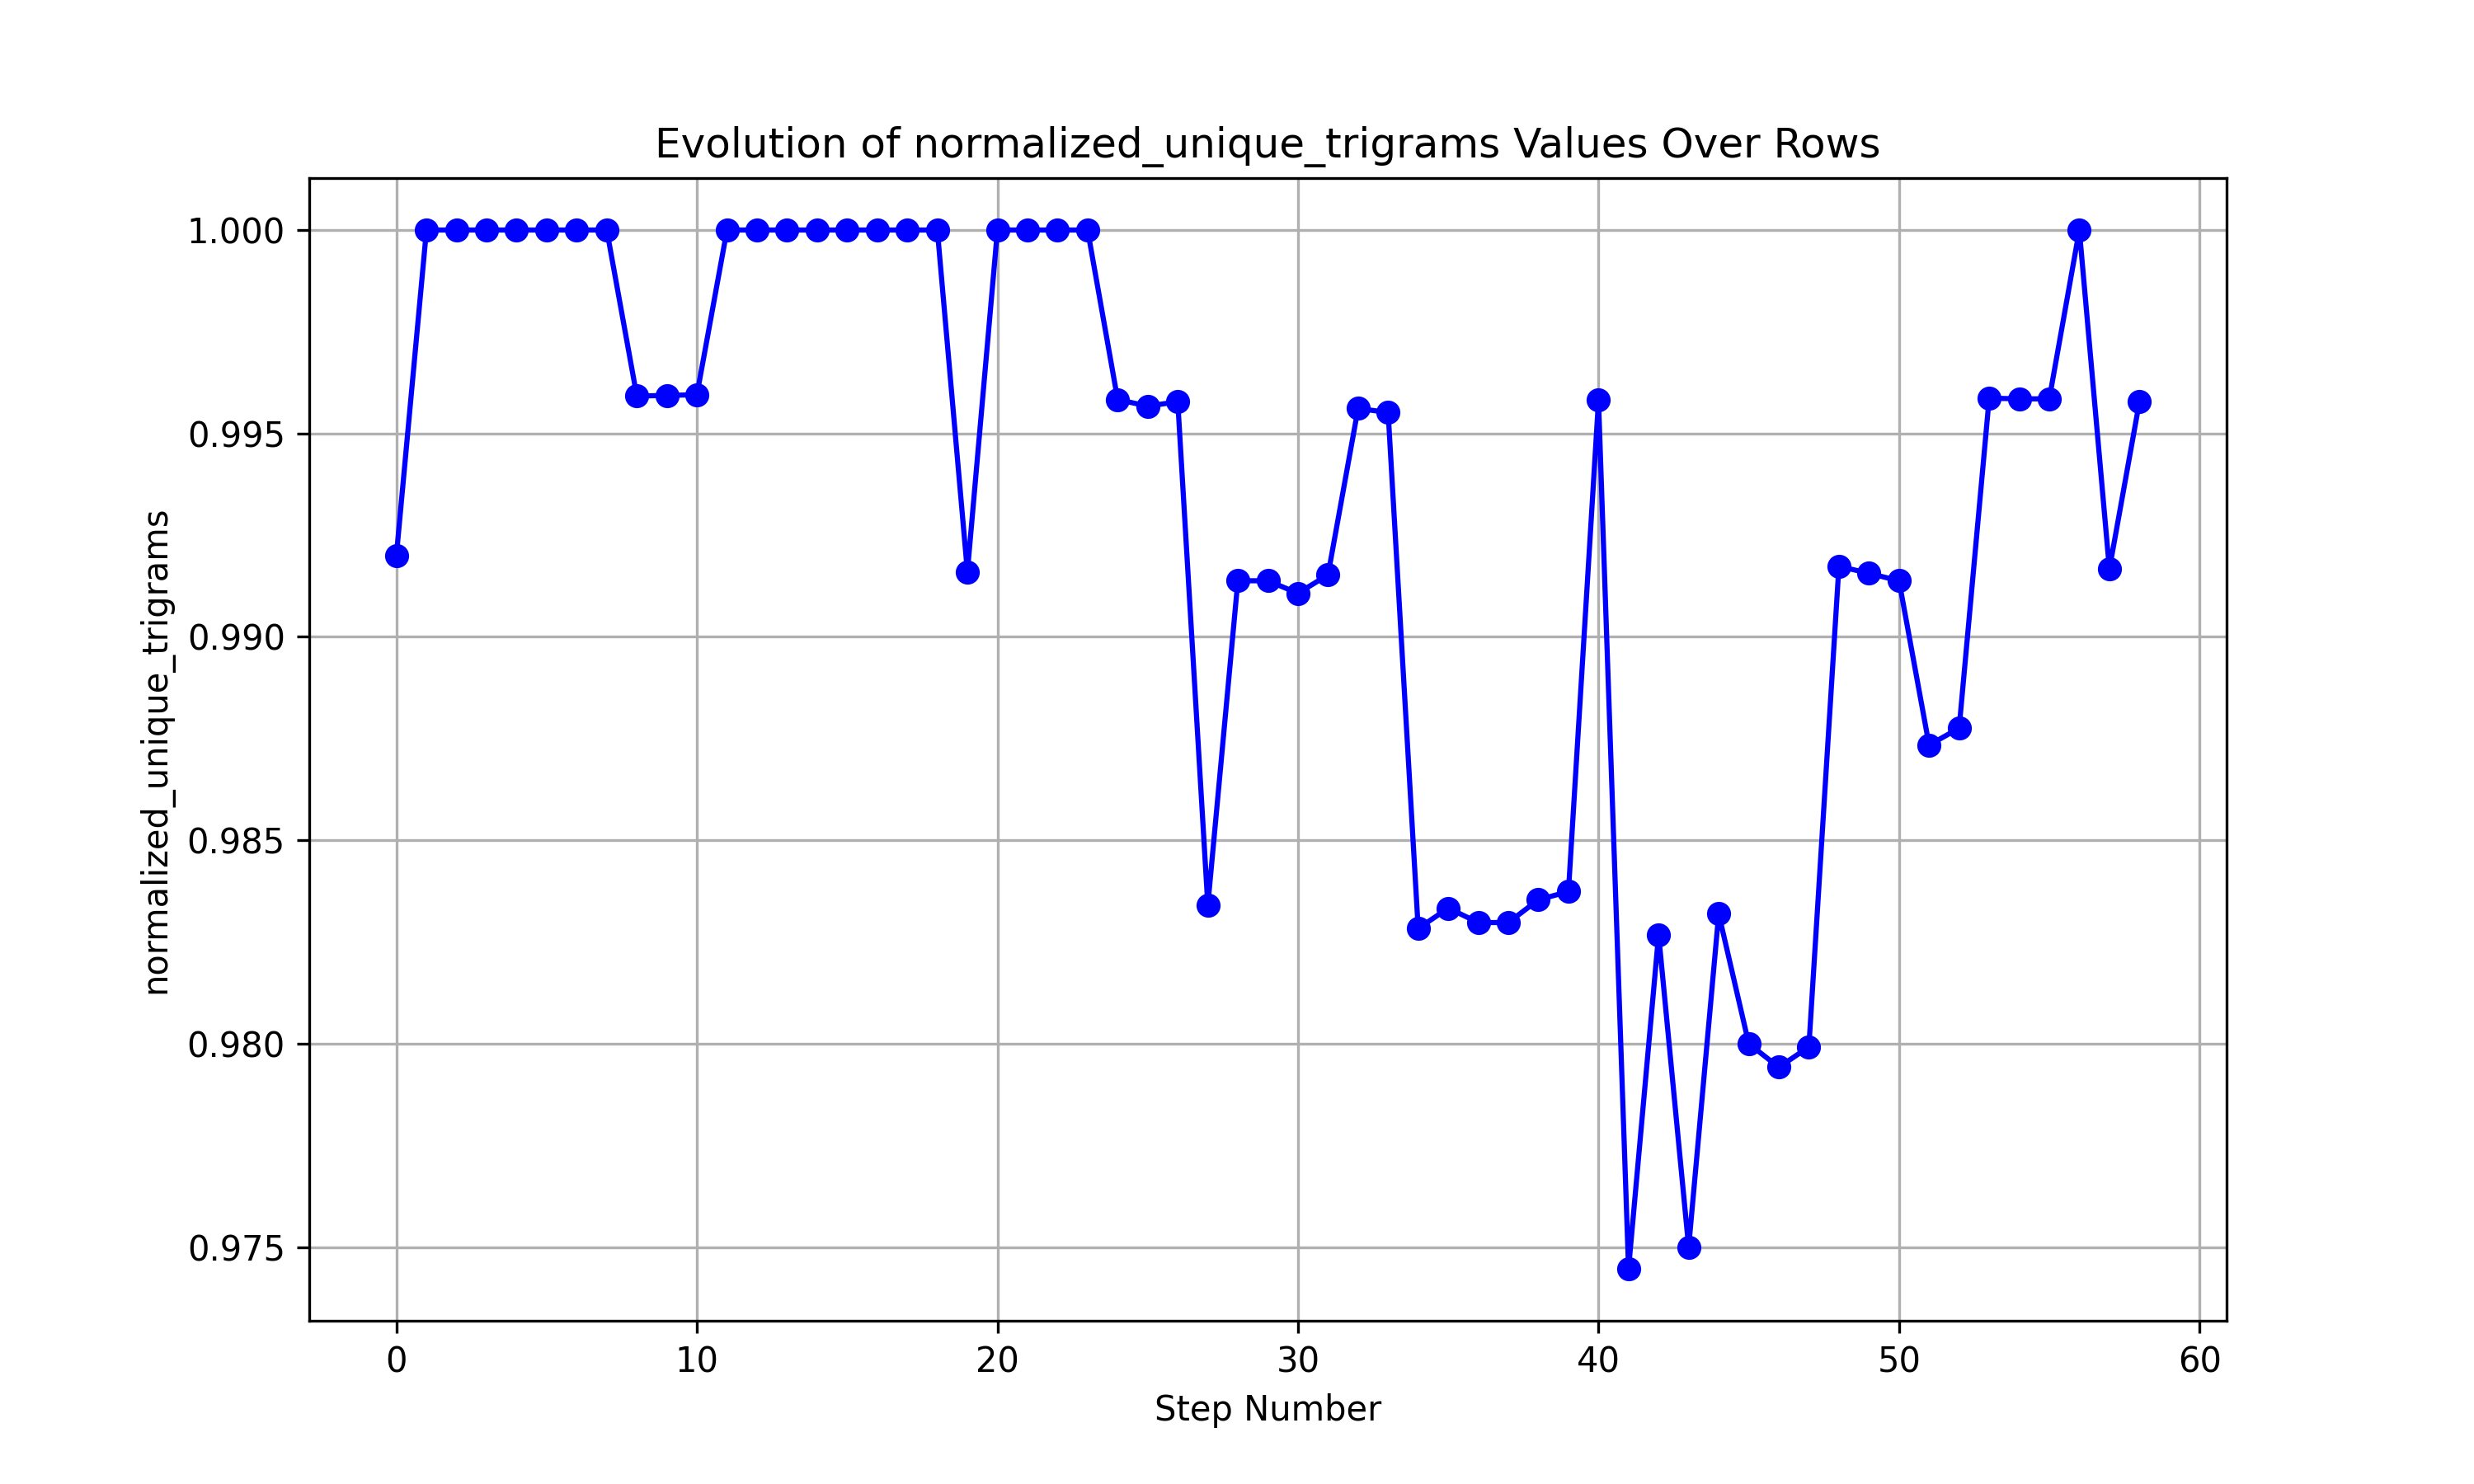 Evolution of normalized_unique_trigrams Values Over Rows
1.000
0.995
0.990
0.985
0.980
0.975
normalized_unique_trigrams
0 10 20 30 40 50 60
Step Number